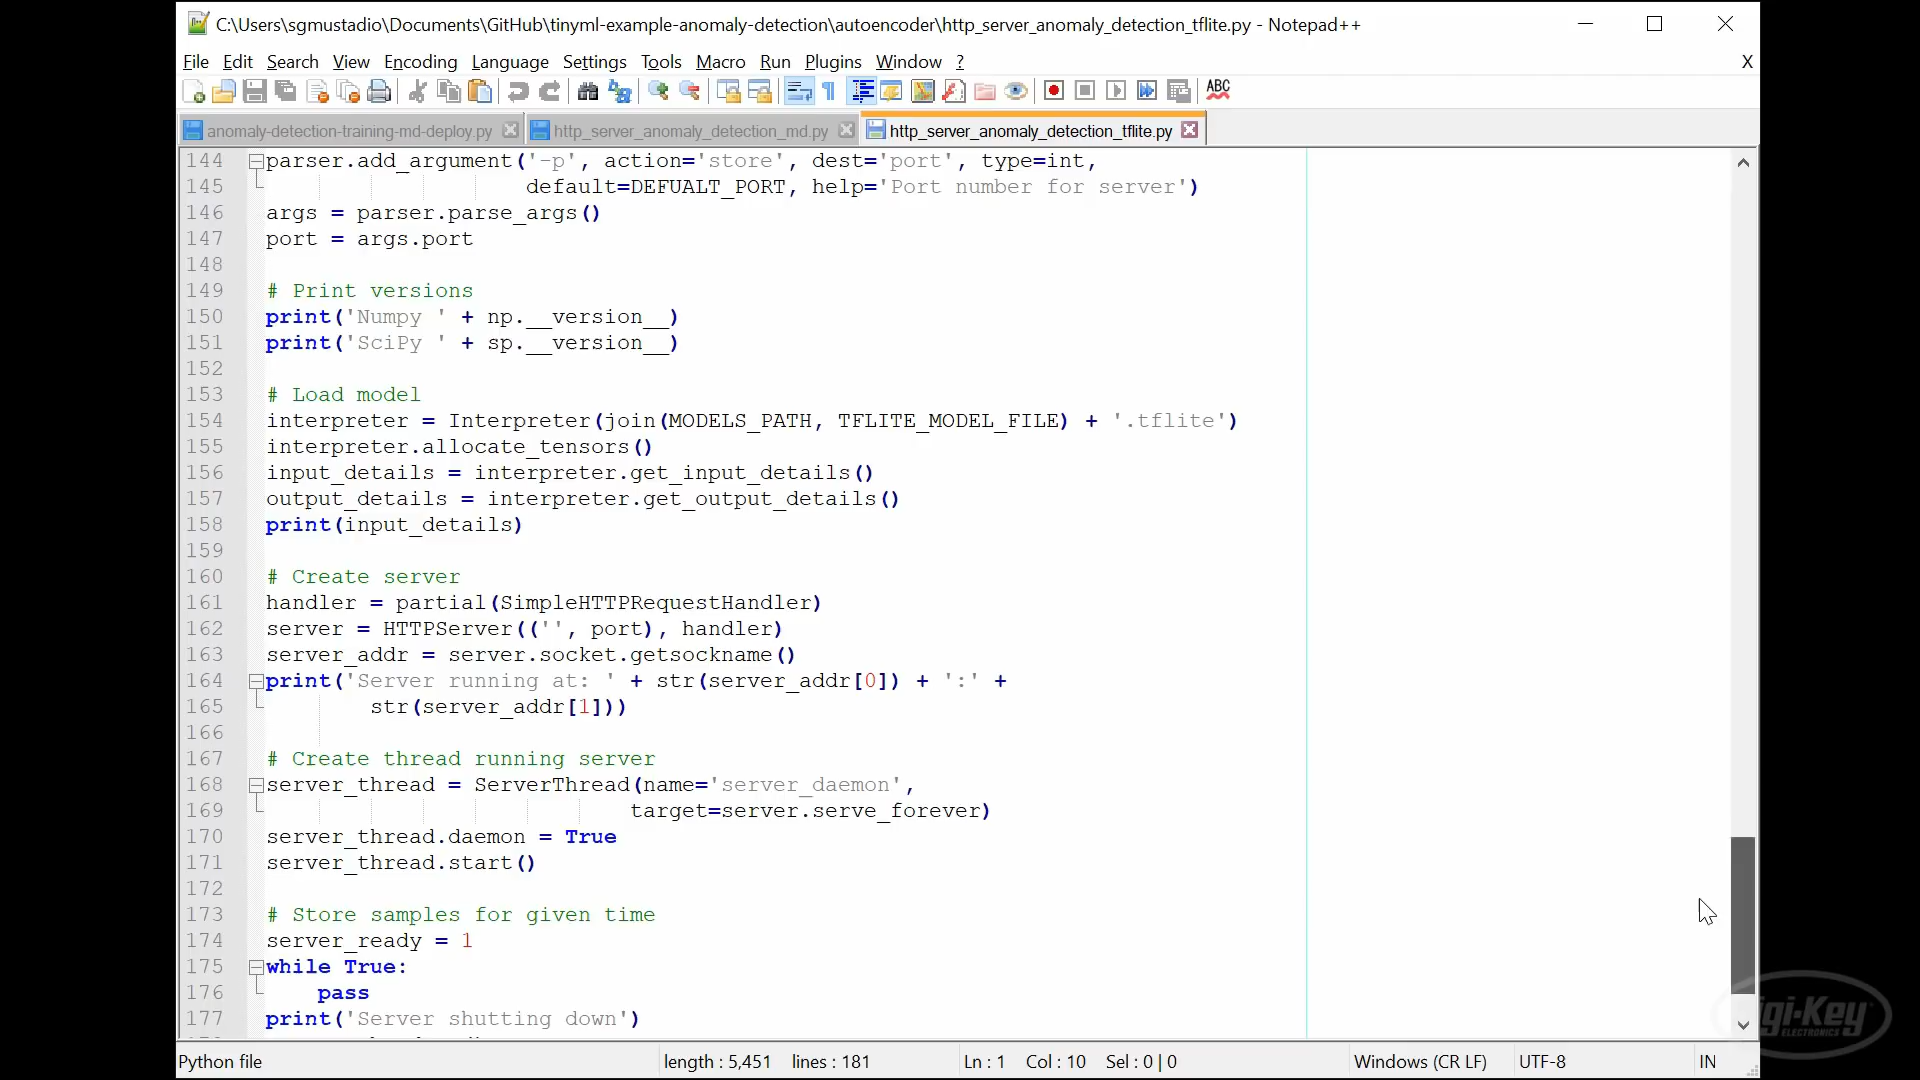 C:\Users\sgmustadio\Documents\GitHub\tinyml-example-anomaly-detection\autoencoder\http_server_anomaly_detection_tflite.py - Notepad++
File Edit Search View Encoding Language Settings Tools Macro Run Plugins Window ? X
ABC
anomaly-detection-training-md-deploy.py http_server_anomaly_detection_md.py http_server_anomaly_detection_tflite.py
144 parser.add_argument('-p', action='store', dest='port', type=int,
145 default=DEFUALT_PORT, help='Port number for server')
146 args = parser.parse_args()
147 port = args.port
148
149 # Print versions
150 print('Numpy ' + np.__version__)
151 print('SciPy ' + sp.__version__)
152
153 # Load model
154 interpreter = Interpreter(join(MODELS_PATH, TFLITE_MODEL_FILE) + '.tflite')
155 interpreter.allocate_tensors()
156 input_details = interpreter.get_input_details()
157 output_details = interpreter.get_output_details()
158 print(input_details)
159
160 # Create server
161 handler = partial(SimpleHTTPRequestHandler)
162 server = HTTPServer(('', port), handler)
163 server_addr = server.socket.getsockname()
164 print('Server running at: ' + str(server_addr[0]) + ':' +
165 str(server_addr[1]))
166
167 # Create thread running server
168 server_thread = ServerThread(name='server_daemon',
169 target=server.serve_forever)
170 server_thread.daemon = True
171 server_thread.start()
172
173 # Store samples for given time
174 server_ready = 1
175 while True:
176 pass
177 print('Server shutting down')
Digi-Key
ELECTRONICS
Python file length : 5,451 lines : 181 Ln : 1 Col : 10 Sel : 0 | 0 Windows (CR LF) UTF-8 IN